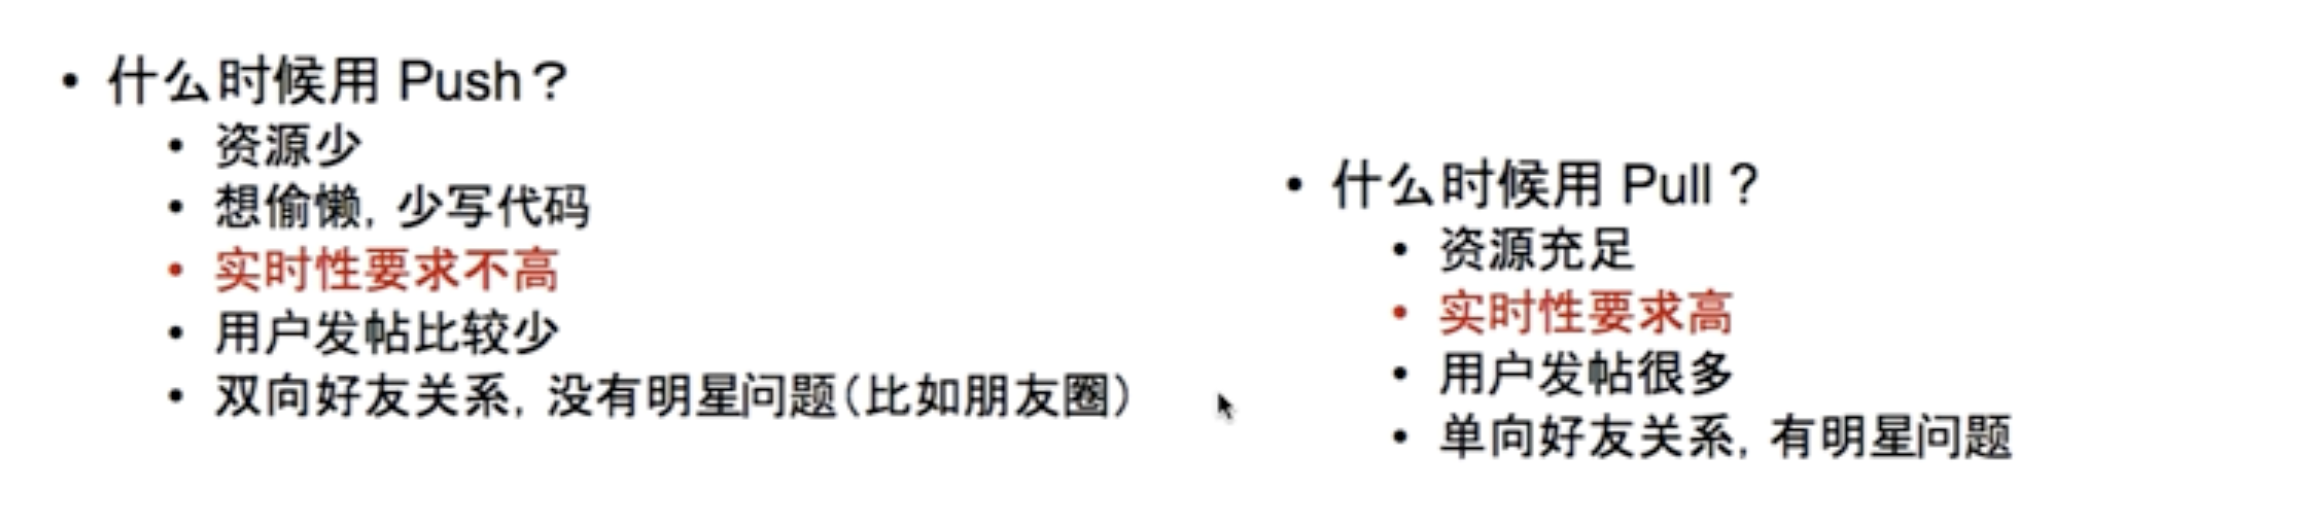 • 什么时候用 Push？
• 资源少
• 想偷懒, 少写代码
• 实时性要求不高
• 用户发帖比较少
• 双向好友关系, 没有明星问题(比如朋友圈)
• 什么时候用 Pull ?
• 资源充足
• 实时性要求高
• 用户发帖很多
• 单向好友关系, 有明星问题